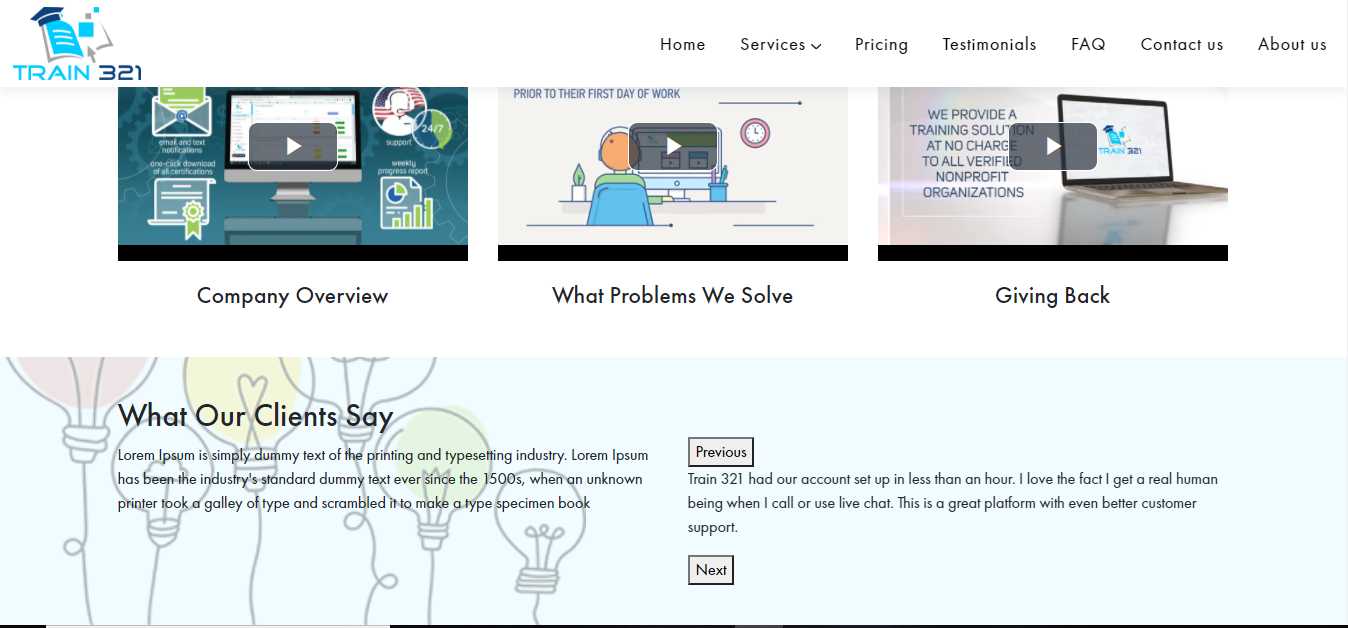 TRAIN 321
Home Services Pricing Testimonials FAQ Contact us About us
email and text
notifications
one-click download
of all certifications
support
24/7
weekly
progress report
PRIOR TO THEIR FIRST DAY OF WORK
WE PROVIDE A
TRAINING SOLUTION
AT NO CHARGE
TO ALL VERIFIED
NONPROFIT
ORGANIZATIONS
TRAIN 321
Company Overview
What Problems We Solve
Giving Back
What Our Clients Say
Lorem Ipsum is simply dummy text of the printing and typesetting industry. Lorem Ipsum
has been the industry's standard dummy text ever since the 1500s, when an unknown
printer took a galley of type and scrambled it to make a type specimen book
Previous
Train 321 had our account set up in less than an hour. I love the fact I get a real human
being when I call or use live chat. This is a great platform with even better customer
support.
Next